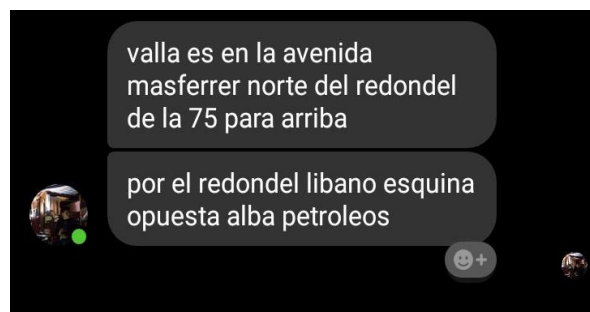 valla es en la avenida
masferrer norte del redondel
de la 75 para arriba
por el redondel libano esquina
opuesta alba petroleos